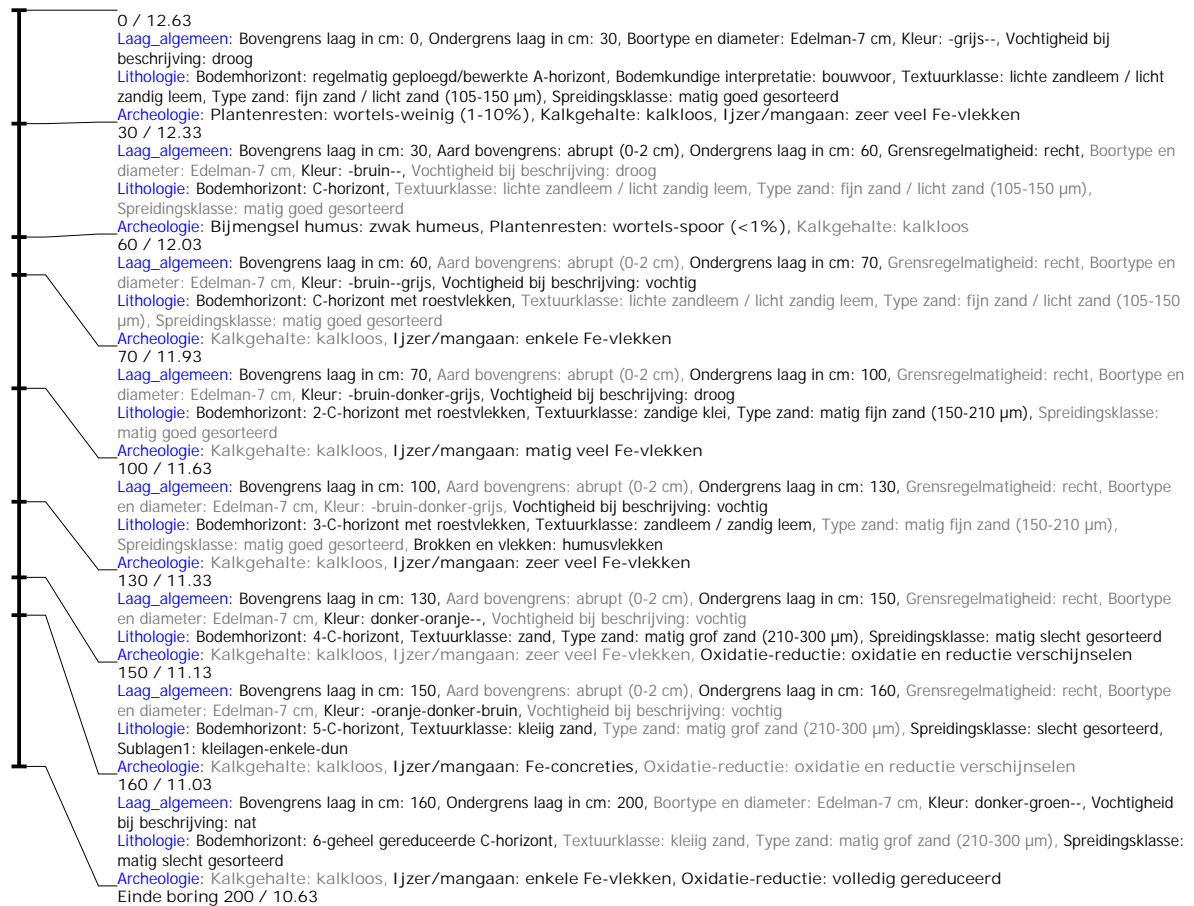 0 / 12.63
Laag_algemeen: Bovengrens laag in cm: 0, Ondergrens laag in cm: 30, Boortype en diameter: Edelman-7 cm, Kleur: -grijs--, Vochtigheid bij
beschrijving: droog
Lithologie: Bodemhorizont: regelmatig geploegd/bewerkte A-horizont, Bodemkundige interpretatie: bouwvoor, Textuurklasse: lichte zandleem / licht
zandig leem, Type zand: fijn zand / licht zand (105-150 µm), Spreidingsklasse: matig goed gesorteerd
Archeologie: Plantenresten: wortels-weinig (1-10%), Kalkgehalte: kalkloos, Ijzer/mangaan: zeer veel Fe-vlekken
30 / 12.33
Laag_algemeen: Bovengrens laag in cm: 30, Aard bovengrens: abrupt (0-2 cm), Ondergrens laag in cm: 60, Grensregelmatigheid: recht, Boortype en
diameter: Edelman-7 cm, Kleur: -bruin--, Vochtigheid bij beschrijving: droog
Lithologie: Bodemhorizont: C-horizont, Textuurklasse: lichte zandleem / licht zandig leem, Type zand: fijn zand / licht zand (105-150 µm),
Spreidingsklasse: matig goed gesorteerd
Archeologie: Bijmengsel humus: zwak humeus, Plantenresten: wortels-spoor (<1%), Kalkgehalte: kalkloos
60 / 12.03
Laag_algemeen: Bovengrens laag in cm: 60, Aard bovengrens: abrupt (0-2 cm), Ondergrens laag in cm: 70, Grensregelmatigheid: recht, Boortype en
diameter: Edelman-7 cm, Kleur: -bruin--grijs, Vochtigheid bij beschrijving: vochtig
Lithologie: Bodemhorizont: C-horizont met roestvlekken, Textuurklasse: lichte zandleem / licht zandig leem, Type zand: fijn zand / licht zand (105-150
µm), Spreidingsklasse: matig goed gesorteerd
Archeologie: Kalkgehalte: kalkloos, Ijzer/mangaan: enkele Fe-vlekken
70 / 11.93
Laag_algemeen: Bovengrens laag in cm: 70, Aard bovengrens: abrupt (0-2 cm), Ondergrens laag in cm: 100, Grensregelmatigheid: recht, Boortype en
diameter: Edelman-7 cm, Kleur: -bruin-donker-grijs, Vochtigheid bij beschrijving: droog
Lithologie: Bodemhorizont: 2-C-horizont met roestvlekken, Textuurklasse: zandige klei, Type zand: matig fijn zand (150-210 µm), Spreidingsklasse:
matig goed gesorteerd
Archeologie: Kalkgehalte: kalkloos, Ijzer/mangaan: matig veel Fe-vlekken
100 / 11.63
Laag_algemeen: Bovengrens laag in cm: 100, Aard bovengrens: abrupt (0-2 cm), Ondergrens laag in cm: 130, Grensregelmatigheid: recht, Boortype
en diameter: Edelman-7 cm, Kleur: -bruin-donker-grijs, Vochtigheid bij beschrijving: vochtig
Lithologie: Bodemhorizont: 3-C-horizont met roestvlekken, Textuurklasse: zandleem / zandig leem, Type zand: matig fijn zand (150-210 µm),
Spreidingsklasse: matig goed gesorteerd, Brokken en vlekken: humusvlekken
Archeologie: Kalkgehalte: kalkloos, Ijzer/mangaan: zeer veel Fe-vlekken
130 / 11.33
Laag_algemeen: Bovengrens laag in cm: 130, Aard bovengrens: abrupt (0-2 cm), Ondergrens laag in cm: 150, Grensregelmatigheid: recht, Boortype
en diameter: Edelman-7 cm, Kleur: donker-oranje--, Vochtigheid bij beschrijving: vochtig
Lithologie: Bodemhorizont: 4-C-horizont, Textuurklasse: zand, Type zand: matig grof zand (210-300 µm), Spreidingsklasse: matig slecht gesorteerd
Archeologie: Kalkgehalte: kalkloos, Ijzer/mangaan: zeer veel Fe-vlekken, Oxidatie-reductie: oxidatie en reductie verschijnselen
150 / 11.13
Laag_algemeen: Bovengrens laag in cm: 150, Aard bovengrens: abrupt (0-2 cm), Ondergrens laag in cm: 160, Grensregelmatigheid: recht, Boortype
en diameter: Edelman-7 cm, Kleur: -oranje-donker-bruin, Vochtigheid bij beschrijving: vochtig
Lithologie: Bodemhorizont: 5-C-horizont, Textuurklasse: kleiig zand, Type zand: matig grof zand (210-300 µm), Spreidingsklasse: slecht gesorteerd,
Sublagen1: kleilagen-enkele-dun
Archeologie: Kalkgehalte: kalkloos, Ijzer/mangaan: Fe-concreties, Oxidatie-reductie: oxidatie en reductie verschijnselen
160 / 11.03
Laag_algemeen: Bovengrens laag in cm: 160, Ondergrens laag in cm: 200, Boortype en diameter: Edelman-7 cm, Kleur: donker-groen--, Vochtigheid
bij beschrijving: nat
Lithologie: Bodemhorizont: 6-geheel gereduceerde C-horizont, Textuurklasse: kleiig zand, Type zand: matig grof zand (210-300 µm), Spreidingsklasse:
matig slecht gesorteerd
Archeologie: Kalkgehalte: kalkloos, Ijzer/mangaan: enkele Fe-vlekken, Oxidatie-reductie: volledig gereduceerd
Einde boring 200 / 10.63